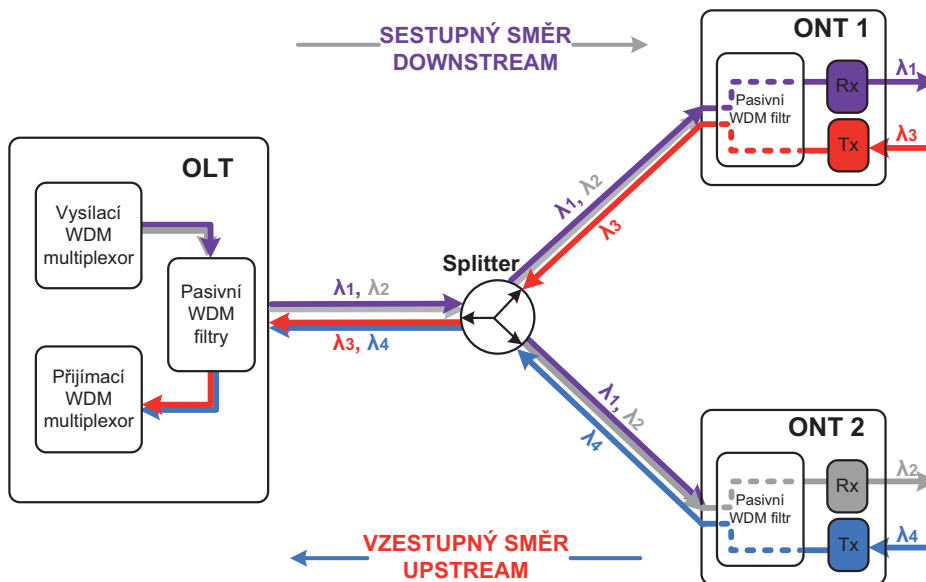 SESTUPNÝ SMĚR
DOWNSTREAM
ONT 1
Pasivní
WDM filtr
Rx
Tx
λ1
λ3
OLT
Vysílací
WDM
multiplexor
Pasivní
WDM
filtry
Přijímací
WDM
multiplexor
λ1, λ2
λ3, λ4
Splitter
λ1, λ2
λ3
λ1, λ2
λ4
ONT 2
Pasivní
WDM filtr
Rx
Tx
λ2
λ4
VZESTUPNÝ SMĚR
UPSTREAM